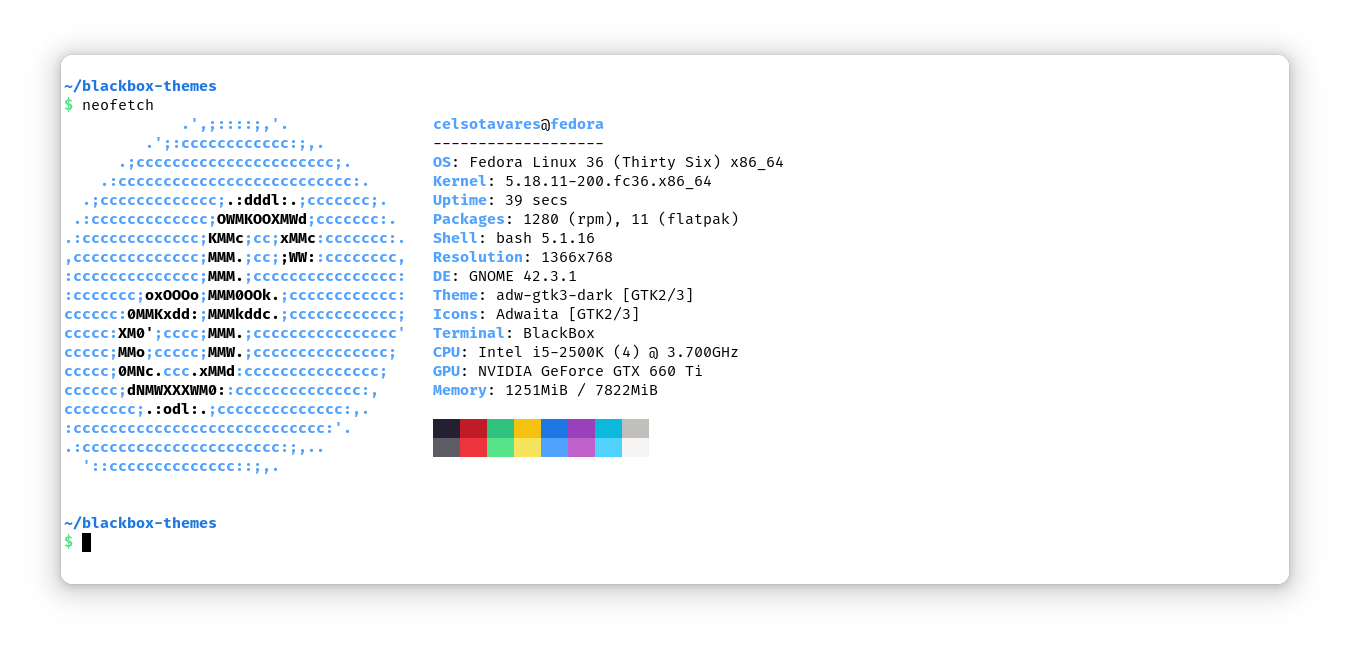 ~/blackbox-themes
$ neofetch
             .',;::::;,'.                celsotavares@fedora
         .';:cccccccccccc:;,.            -------------------
      .;cccccccccccccccccccccc;.         OS: Fedora Linux 36 (Thirty Six) x86_64
    .:cccccccccccccccccccccccccc:.       Kernel: 5.18.11-200.fc36.x86_64
  .;ccccccccccccc;.:dddl:.;ccccccc;.     Uptime: 39 secs
 .:ccccccccccccc;OWMKOOXMWd;ccccccc:.    Packages: 1280 (rpm), 11 (flatpak)
.:ccccccccccccc;KMMc;cc;xMMc:ccccccc:.   Shell: bash 5.1.16
,cccccccccccccc;MMM.;cc;;WW::cccccccc,   Resolution: 1366x768
:cccccccccccccc;MMM.;cccccccccccccccc:   DE: GNOME 42.3.1
:ccccccc;oxOOOo;MMM0OOk.;cccccccccccc:   Theme: adw-gtk3-dark [GTK2/3]
cccccc:0MMKxdd:;MMMkddc.;cccccccccccc;   Icons: Adwaita [GTK2/3]
ccccc:XM0';cccc;MMM.;cccccccccccccccc'   Terminal: BlackBox
ccccc;MMo;ccccc;MMW.;ccccccccccccccc;    CPU: Intel i5-2500K (4) @ 3.700GHz
ccccc;0MNc.ccc.xMMd:ccccccccccccccc;     GPU: NVIDIA GeForce GTX 660 Ti
cccccc;dNMWXXXWM0::cccccccccccccc:,      Memory: 1251MiB / 7822MiB
cccccccc;.:odl:.;cccccccccccccc:,.
:cccccccccccccccccccccccccccc:'.
.:cccccccccccccccccccccc:;,..
  '::cccccccccccccc::;,.
~/blackbox-themes
$